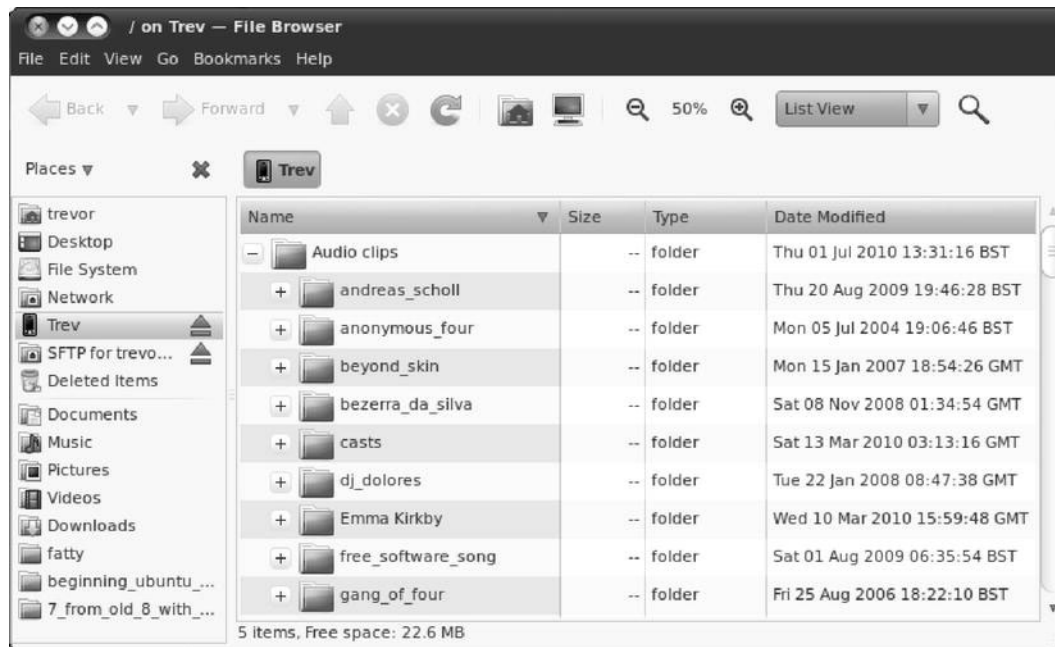 / on Trev — File Browser
File Edit View Go Bookmarks Help
Back Forward 50% List View
Places Trev
trevor
Desktop
File System
Network
Trev
SFTP for trevo...
Deleted Items
Documents
Music
Pictures
Videos
Downloads
fatty
beginning_ubuntu_...
7_from_old_8_with_...
Name Size Type Date Modified
Audio clips -- folder Thu 01 Jul 2010 13:31:16 BST
andreas_scholl -- folder Thu 20 Aug 2009 19:46:28 BST
anonymous_four -- folder Mon 05 Jul 2004 19:06:46 BST
beyond_skin -- folder Mon 15 Jan 2007 18:54:26 GMT
bezerra_da_silva -- folder Sat 08 Nov 2008 01:34:54 GMT
casts -- folder Sat 13 Mar 2010 03:13:16 GMT
dj_dolores -- folder Tue 22 Jan 2008 08:47:38 GMT
Emma Kirkby -- folder Wed 10 Mar 2010 15:59:48 GMT
free_software_song -- folder Sat 01 Aug 2009 06:35:54 BST
gang_of_four -- folder Fri 25 Aug 2006 18:22:10 BST
5 items, Free space: 22.6 MB